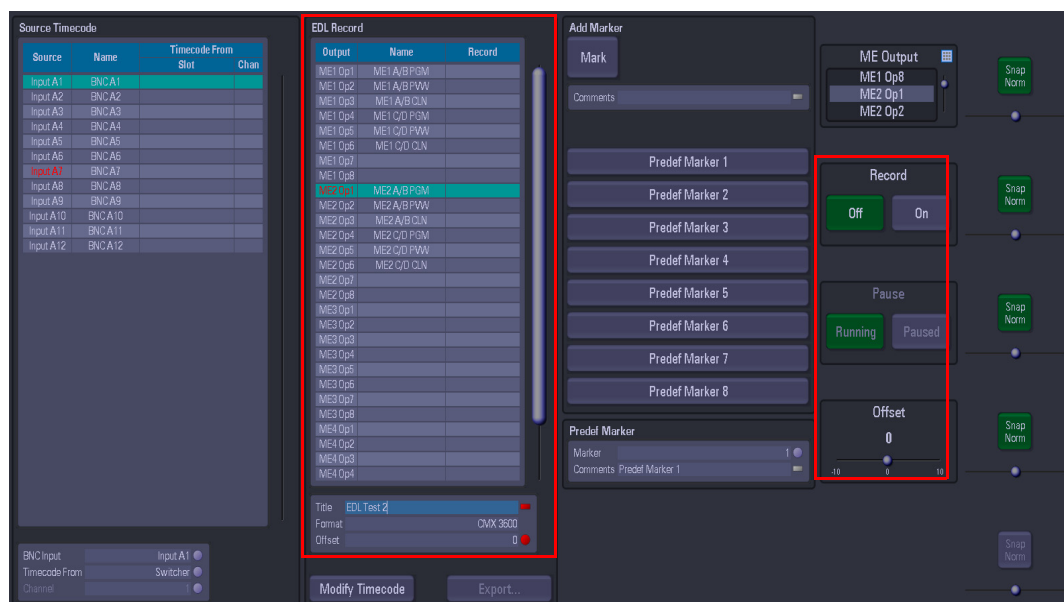 Source Timecode
Source Name Timecode From
Slot Chan
Input A1 BNC A1
Input A2 BNC A2
Input A3 BNC A3
Input A4 BNC A4
Input A5 BNC A5
Input A6 BNC A6
Input A7 BNC A7
Input A8 BNC A8
Input A9 BNC A9
Input A10 BNC A10
Input A11 BNC A11
Input A12 BNC A12
BNC Input Input A1
Timecode From Switcher
Channel 1
EDL Record
Output Name Record
ME1 Op1 ME1 A/B PGM
ME1 Op2 ME1 A/B PVW
ME1 Op3 ME1 A/B CLN
ME1 Op4 ME1 C/D PGM
ME1 Op5 ME1 C/D PVW
ME1 Op6 ME1 C/D CLN
ME1 Op7
ME1 Op8
ME2 Op1 ME2 A/B PGM
ME2 Op2 ME2 A/B PVW
ME2 Op3 ME2 A/B CLN
ME2 Op4 ME2 C/D PGM
ME2 Op5 ME2 C/D PVW
ME2 Op6 ME2 C/D CLN
ME2 Op7
ME2 Op8
ME3 Op1
ME3 Op2
ME3 Op3
ME3 Op4
ME3 Op5
ME3 Op6
ME3 Op7
ME3 Op8
ME4 Op1
ME4 Op2
ME4 Op3
ME4 Op4
Title EDL Test 2
Format CMX 3600
Offset 0
Modify Timecode Export...
Add Marker
Mark
Comments
Predef Marker 1
Predef Marker 2
Predef Marker 3
Predef Marker 4
Predef Marker 5
Predef Marker 6
Predef Marker 7
Predef Marker 8
Predef Marker
Marker 1
Comments Predef Marker 1
ME Output
ME1 Op8
ME2 Op1
ME2 Op2
Record
Off On
Pause
Running Paused
Offset
0
-10 0 10
Snap
Norm
Snap
Norm
Snap
Norm
Snap
Norm
Snap
Norm